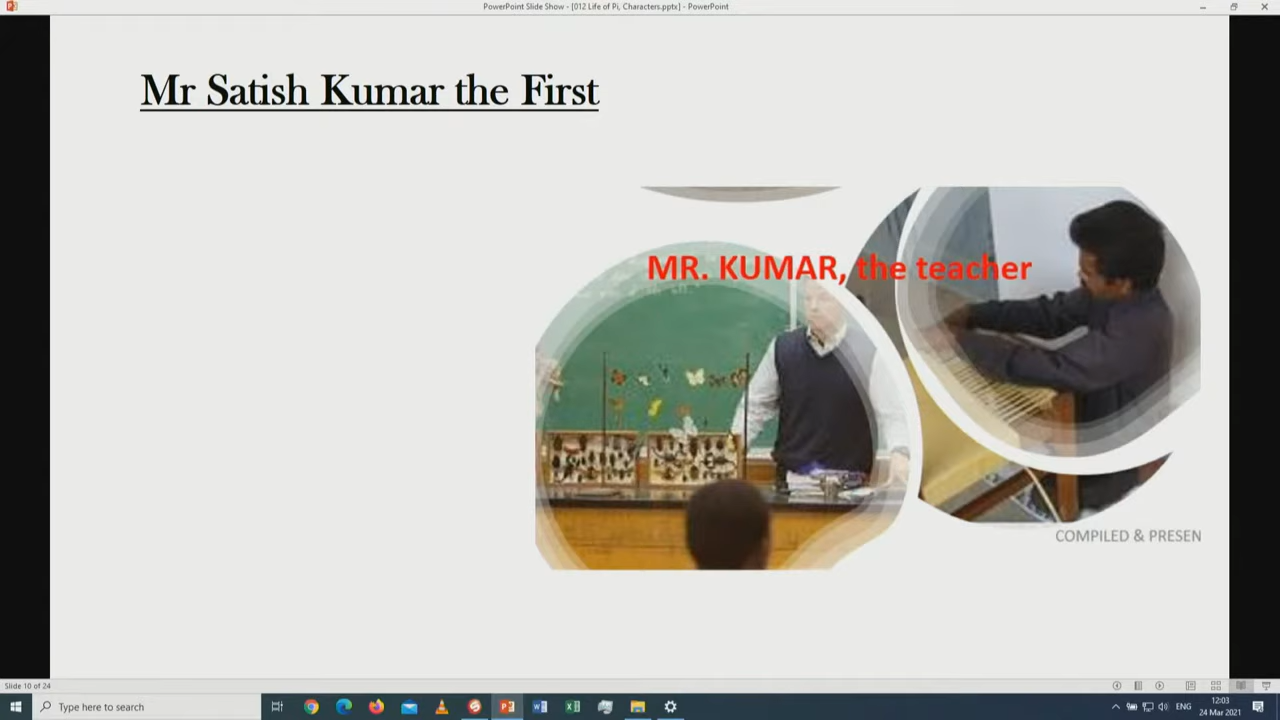 PowerPoint Slide Show - [012 Life of Pi, Characters.pptx] - PowerPoint
Mr Satish Kumar the First
MR. KUMAR, the teacher
COMPILED & PRESEN
Slide 10 of 24
Type here to search
ENG
12:03
24 Mar 2021